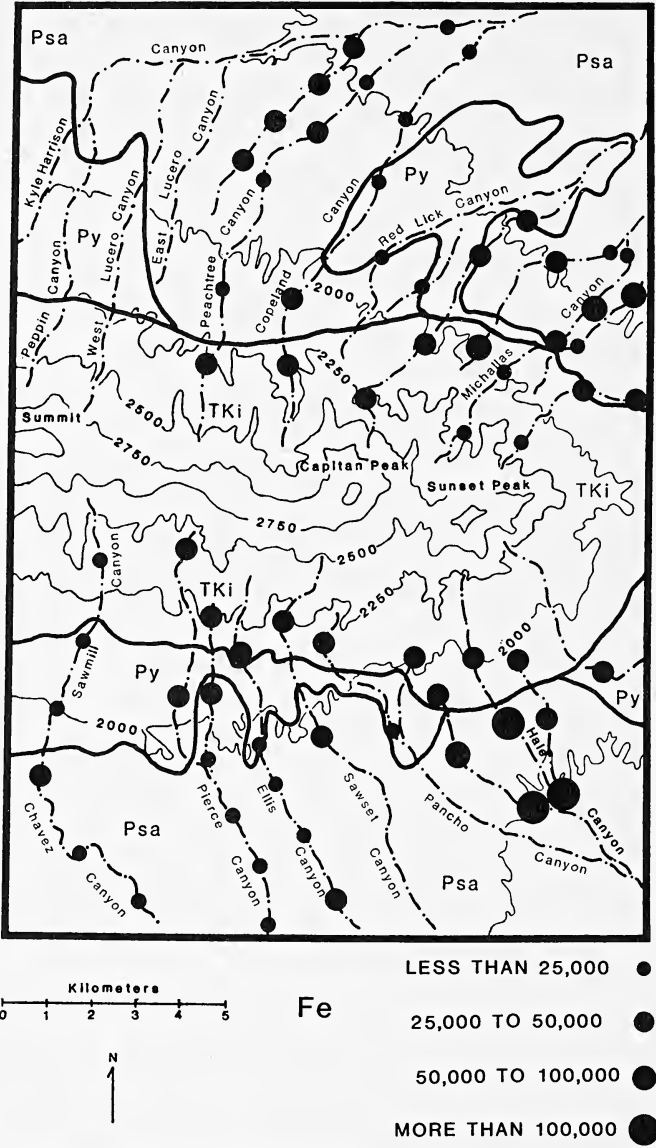 Psa
Canyon
Psa
Kyle Harrison
Lucero Canyon
Canyon
Canyon
Py
Red Lick Canyon
Py
Canyon
West Lucero Canyon
East
Peachtree
Copeland
2000
Canyon
Peppin Canyon
2250
Michallas
Summit
2500
TKi
2750
Capitan Peak
Sunset Peak
TKi
2750
2500
Canyon
TKi
2250
2000
Sawmill
Py
Py
2000
Hale
Canyon
Chavez
Canyon
Psa
Pierce
Canyon
Ellis
Canyon
Sawset
Canyon
Pancho
Canyon
Psa
Kilometers
0 1 2 3 4 5
N
Fe
LESS THAN 25,000
25,000 TO 50,000
50,000 TO 100,000
MORE THAN 100,000